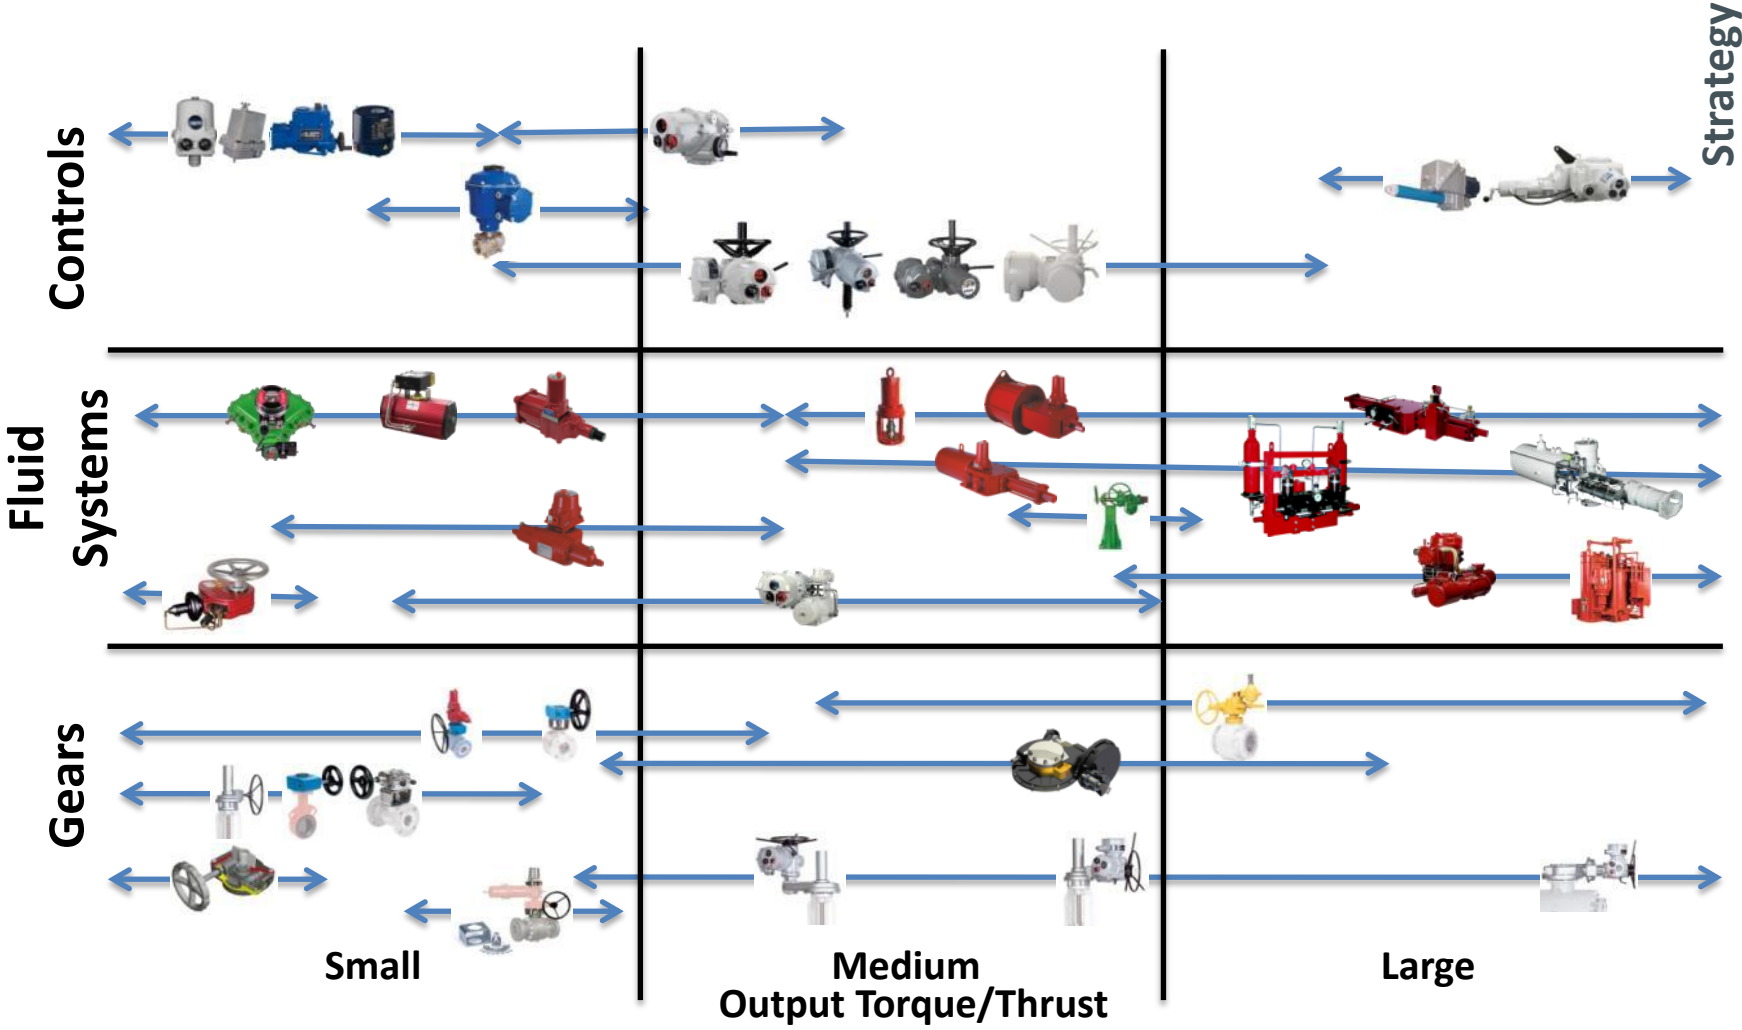 Strategy
Controls
Fluid
Systems
Gears
Small
Medium
Large
Output Torque/Thrust